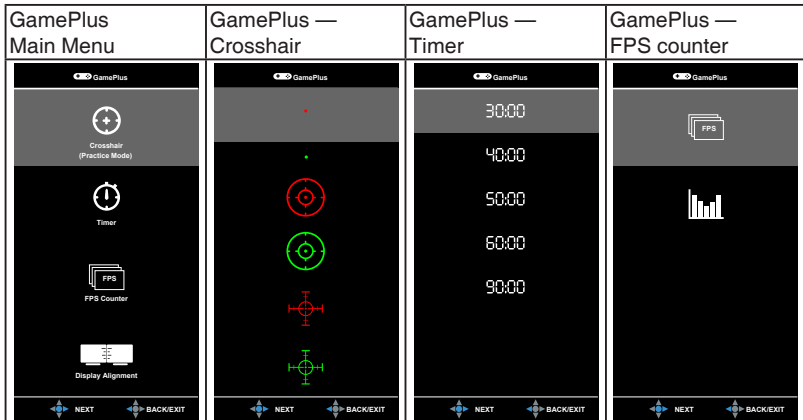 GamePlus
Main Menu
GamePlus —
Crosshair
GamePlus —
Timer
GamePlus —
FPS counter
GamePlus
Crosshair
(Practice Mode)
Timer
FPS
FPS Counter
Display Alignment
NEXT BACK/EXIT
GamePlus
NEXT BACK/EXIT
GamePlus
30:00
40:00
50:00
60:00
90:00
NEXT BACK/EXIT
GamePlus
FPS
NEXT BACK/EXIT